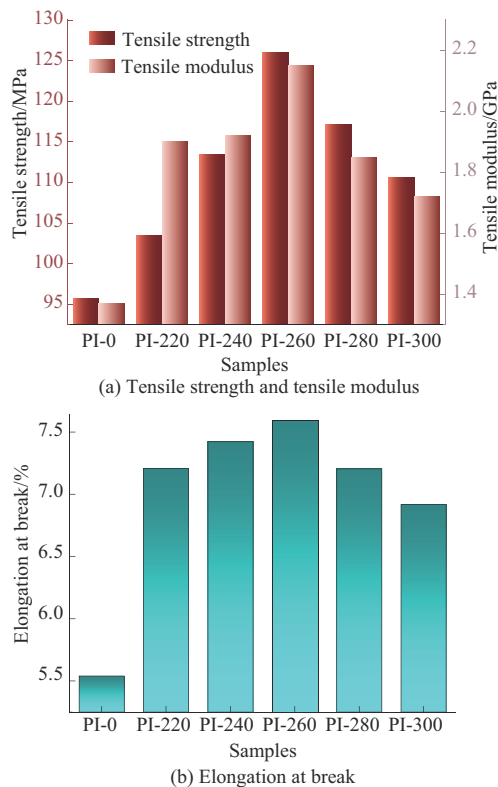 130
125
120
115
110
105
100
95
Tensile strength/MPa
Tensile strength
Tensile modulus
2.2
2.0
1.8
1.6
1.4
Tensile modulus/GPa
PI-0 PI-220 PI-240 PI-260 PI-280 PI-300
Samples
(a) Tensile strength and tensile modulus
7.5
7.0
6.5
6.0
5.5
Elongation at break/%
PI-0 PI-220 PI-240 PI-260 PI-280 PI-300
Samples
(b) Elongation at break